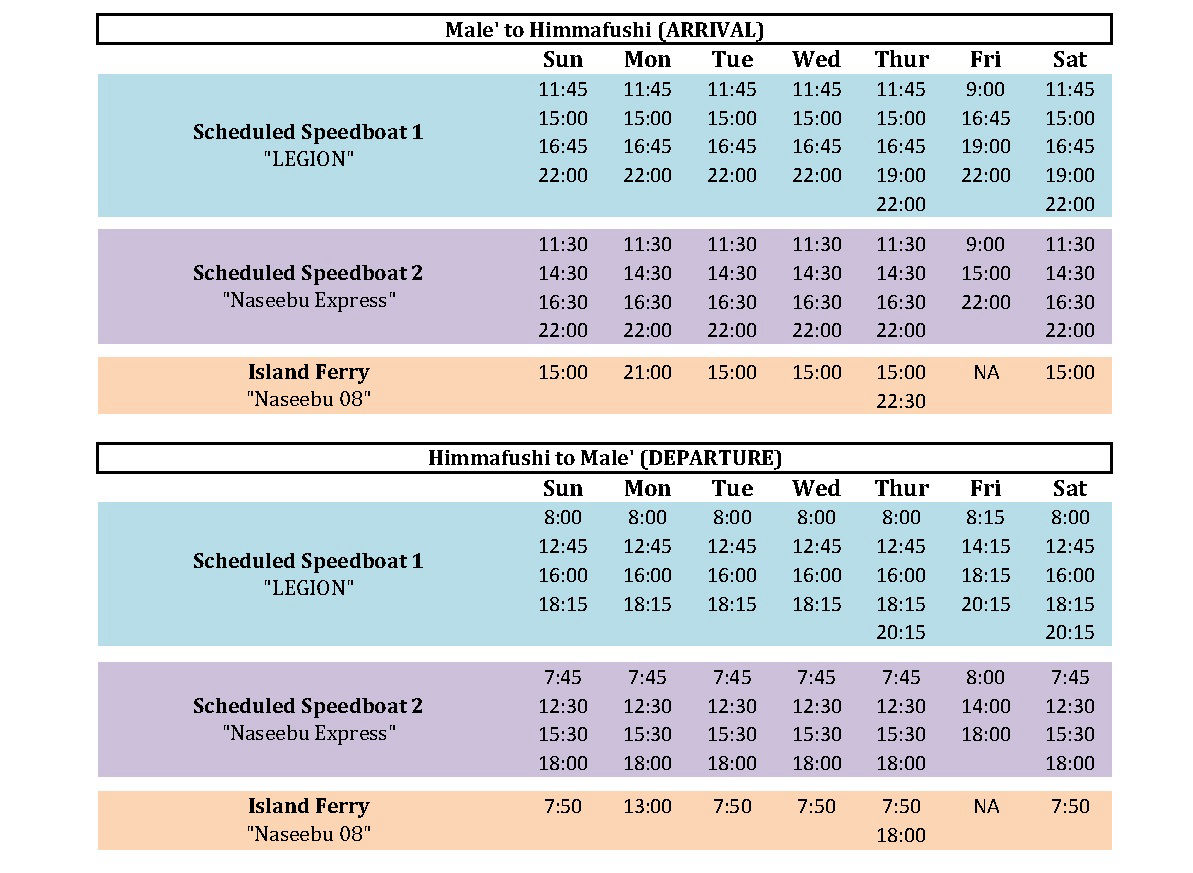 Male' to Himmafushi (ARRIVAL)
Sun Mon Tue Wed Thur Fri Sat
Scheduled Speedboat 1
"LEGION"
11:45 11:45 11:45 11:45 11:45 9:00 11:45
15:00 15:00 15:00 15:00 15:00 16:45 15:00
16:45 16:45 16:45 16:45 16:45 19:00 16:45
22:00 22:00 22:00 22:00 19:00 22:00 19:00
22:00 22:00
Scheduled Speedboat 2
"Naseebu Express"
11:30 11:30 11:30 11:30 11:30 9:00 11:30
14:30 14:30 14:30 14:30 14:30 15:00 14:30
16:30 16:30 16:30 16:30 16:30 22:00 16:30
22:00 22:00 22:00 22:00 22:00 22:00
Island Ferry
"Naseebu 08"
15:00 21:00 15:00 15:00 15:00 NA 15:00
22:30
Himmafushi to Male' (DEPARTURE)
Sun Mon Tue Wed Thur Fri Sat
Scheduled Speedboat 1
"LEGION"
8:00 8:00 8:00 8:00 8:00 8:15 8:00
12:45 12:45 12:45 12:45 12:45 14:15 12:45
16:00 16:00 16:00 16:00 16:00 18:15 16:00
18:15 18:15 18:15 18:15 18:15 20:15 18:15
20:15 20:15
Scheduled Speedboat 2
"Naseebu Express"
7:45 7:45 7:45 7:45 7:45 8:00 7:45
12:30 12:30 12:30 12:30 12:30 14:00 12:30
15:30 15:30 15:30 15:30 15:30 18:00 15:30
18:00 18:00 18:00 18:00 18:00 18:00
Island Ferry
"Naseebu 08"
7:50 13:00 7:50 7:50 7:50 NA 7:50
18:00